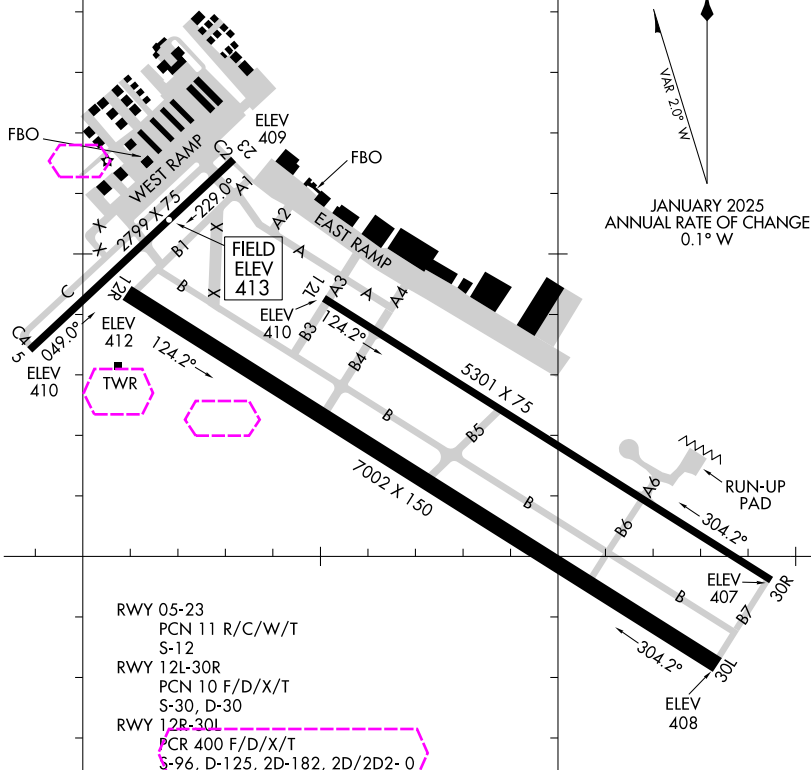 VAR 2.0° W
JANUARY 2025
ANNUAL RATE OF CHANGE
0.1° W
FBO
WEST RAMP
ELEV
409
C2
23
FBO
2799 X 75
229.0°
A1
A2
EAST RAMP
X
X
X
X
B1
A
FIELD
ELEV
413
C
B
12R
12L
A3
A
A4
ELEV
410
B3
124.2°
B4
049.0°
C4
5
ELEV
410
ELEV
412
TWR
124.2°
5301 X 75
B
B5
7002 X 150
B
A6
B6
RUN-UP
PAD
304.2°
ELEV
407
30R
B
B7
304.2°
30L
ELEV
408
RWY 05-23
PCN 11 R/C/W/T
S-12
RWY 12L-30R
PCN 10 F/D/X/T
S-30, D-30
RWY 12R-30L
PCR 400 F/D/X/T
S-96, D-125, 2D-182, 2D/2D2- 0